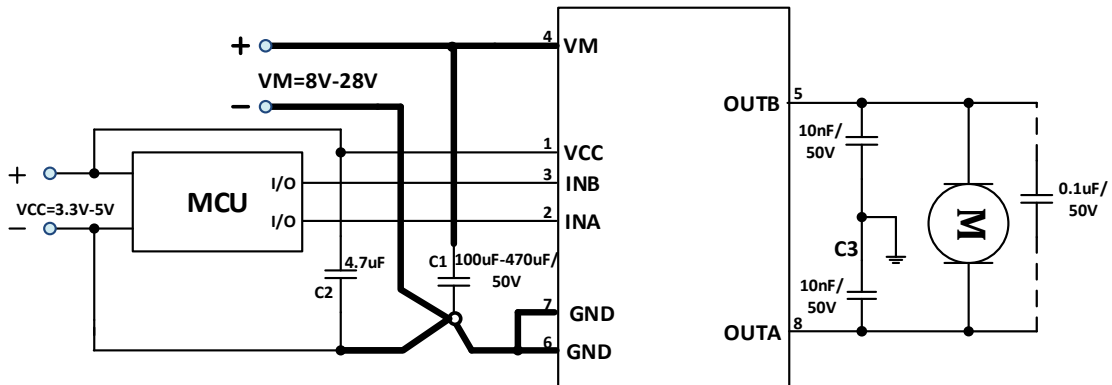 +
4
VM
VM=8V-28V
−
5
OUTB
10nF/
50V
1
VCC
+
I/O
3
INB
MCU
0.1uF/
50V
VCC=3.3V-5V
I/O
2
INA
−
M
C3
4.7uF
C1
100uF-470uF/
50V
C2
10nF/
50V
7
GND
8
OUTA
6
GND